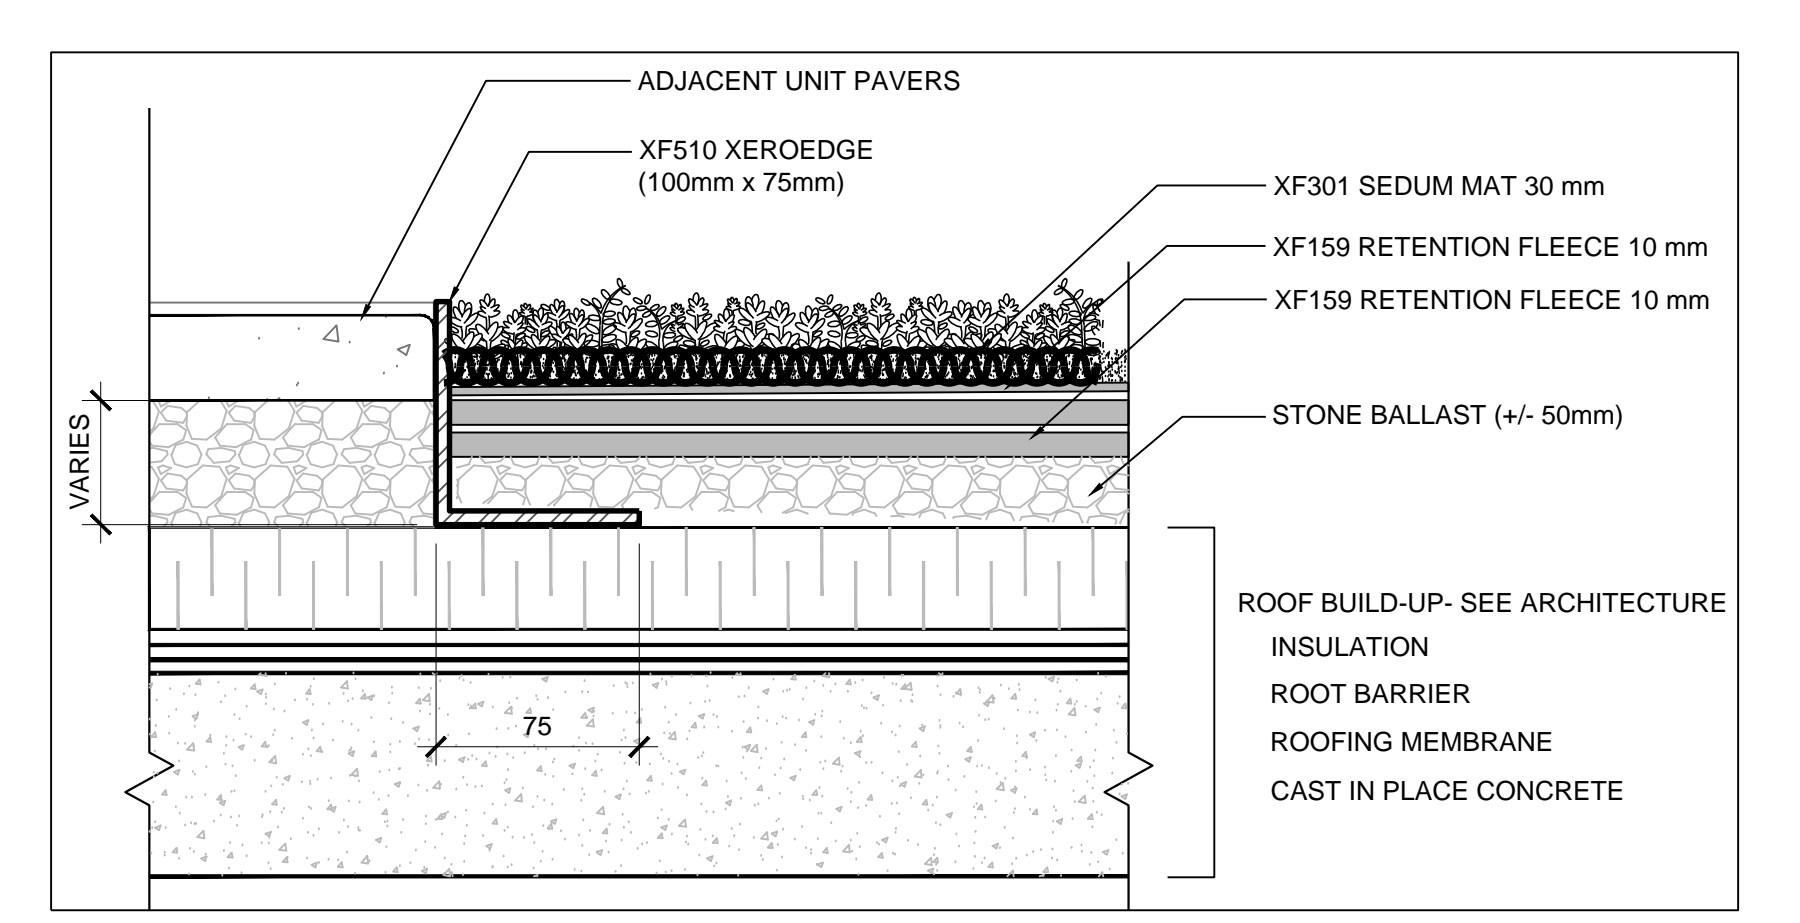 ADJACENT UNIT PAVERS
XF510 XEROEDGE
(100mm x 75mm)
XF301 SEDUM MAT 30 mm
XF159 RETENTION FLEECE 10 mm
XF159 RETENTION FLEECE 10 mm
STONE BALLAST (+/- 50mm)
VARIES
ROOF BUILD-UP- SEE ARCHITECTURE
INSULATION
ROOT BARRIER
ROOFING MEMBRANE
CAST IN PLACE CONCRETE
75